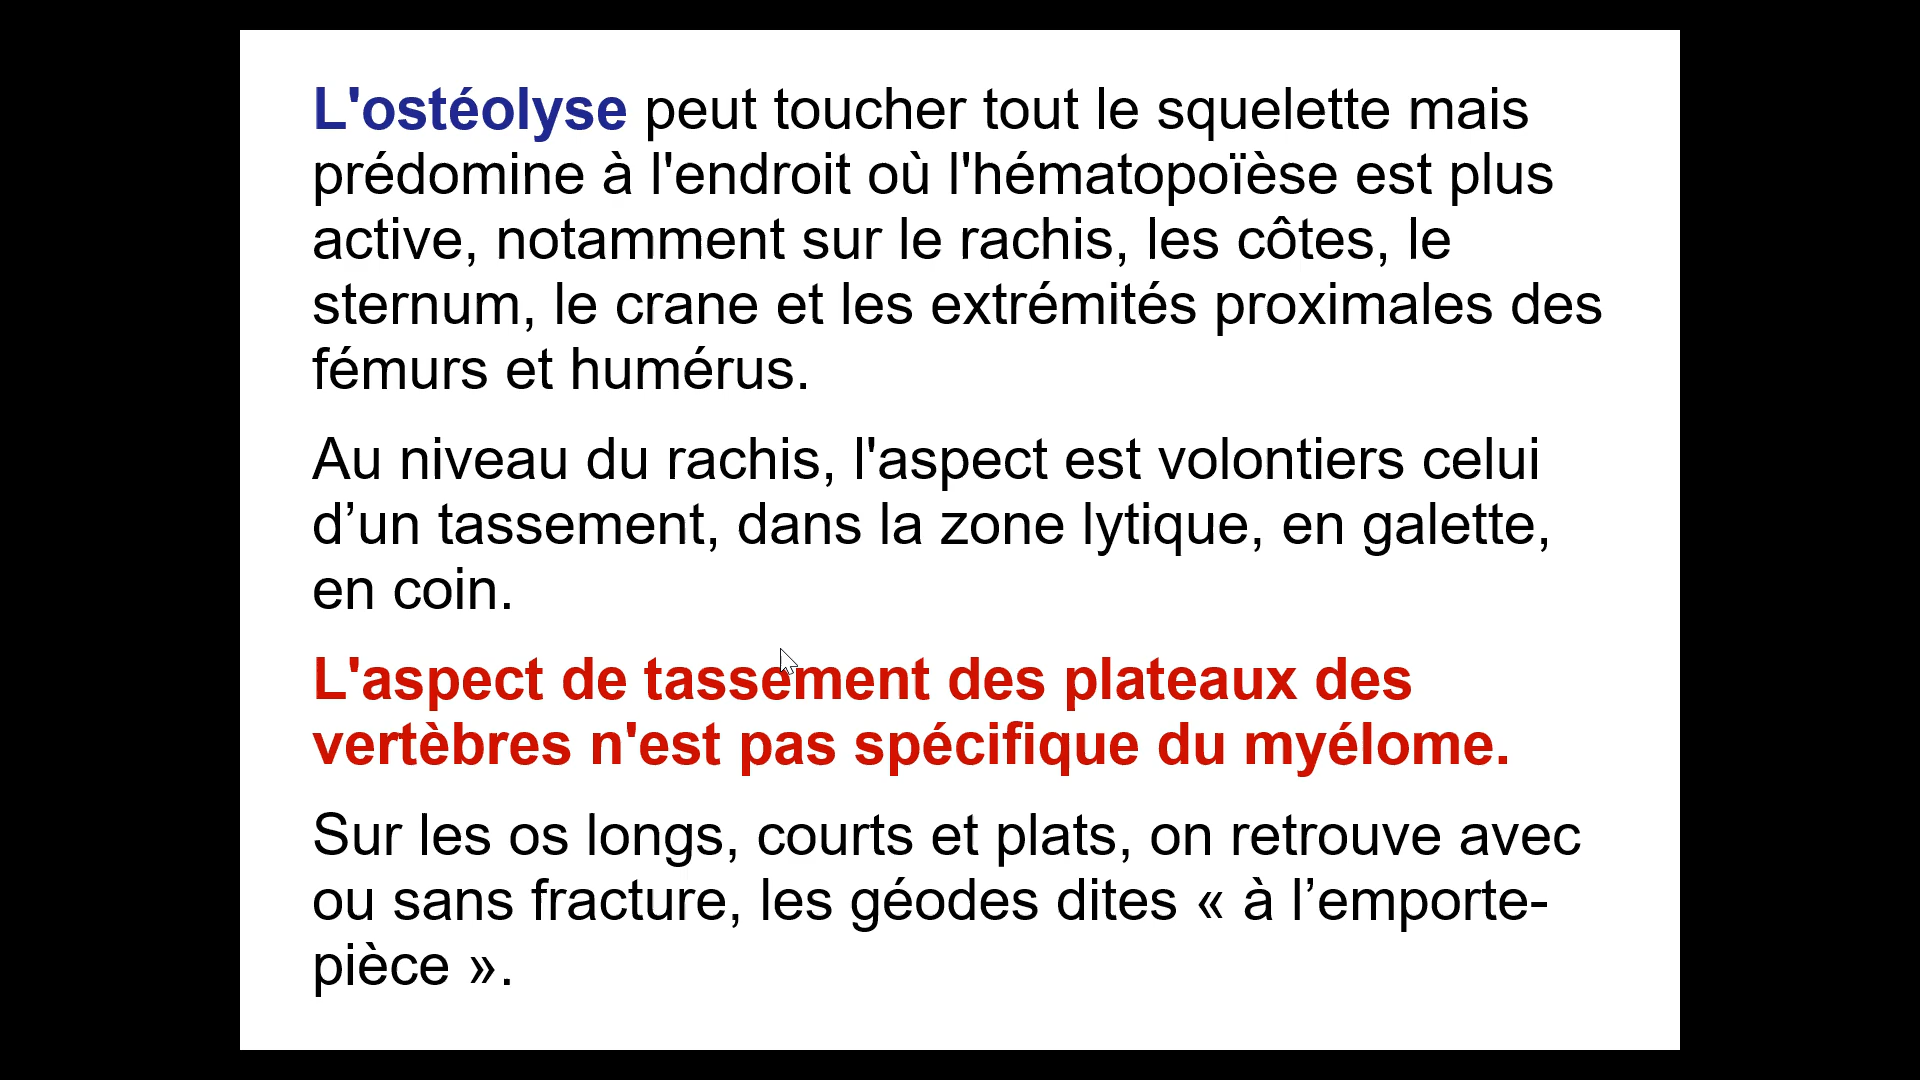 L'ostéolyse peut toucher tout le squelette mais
prédomine à l'endroit où l'hématopoïèse est plus
active, notamment sur le rachis, les côtes, le
sternum, le crane et les extrémités proximales des
fémurs et humérus.
Au niveau du rachis, l'aspect est volontiers celui
d’un tassement, dans la zone lytique, en galette,
en coin.
L'aspect de tassement des plateaux des
vertèbres n'est pas spécifique du myélome.
Sur les os longs, courts et plats, on retrouve avec
ou sans fracture, les géodes dites « à l’emporte-
pièce ».